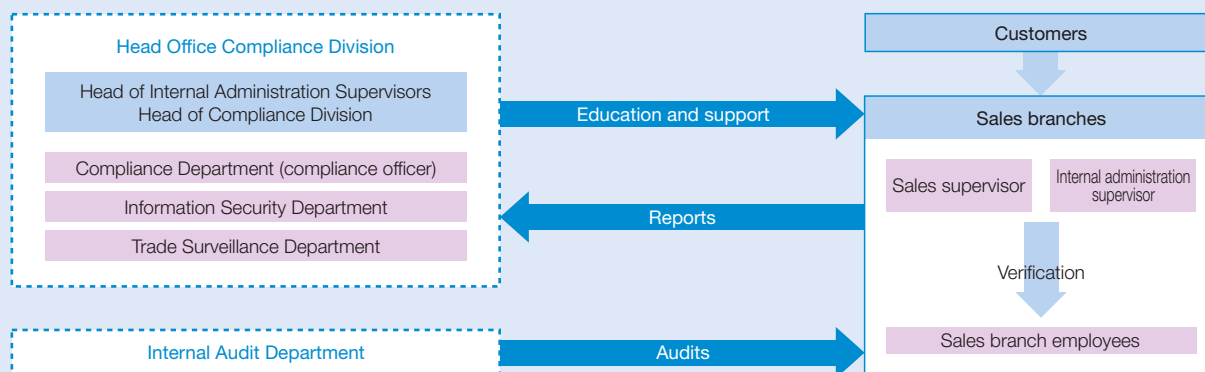 Head Office Compliance Division
Head of Internal Administration Supervisors
Head of Compliance Division
Compliance Department (compliance officer)
Information Security Department
Trade Surveillance Department
Internal Audit Department
Education and support
Reports
Audits
Customers
Sales branches
Sales supervisor
Internal administration
supervisor
Verification
Sales branch employees